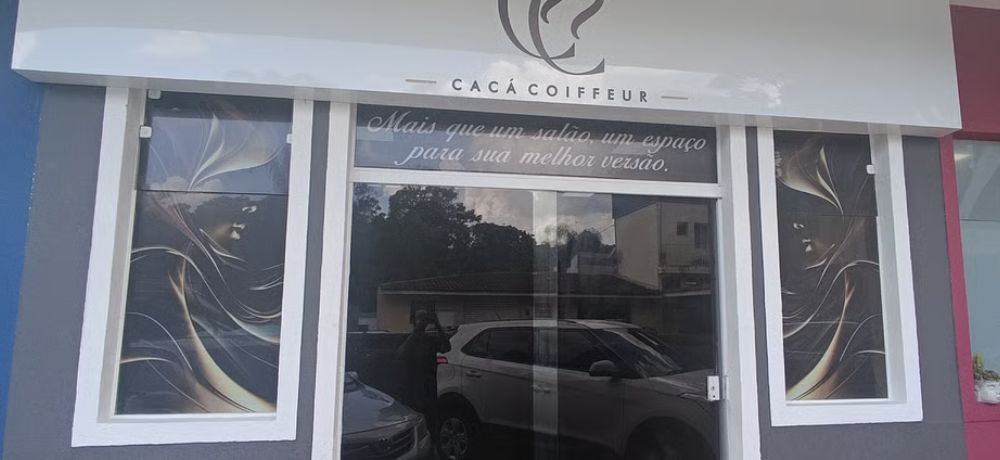 CACÁ COIFFEUR
Mais que um salão, um espaço
para sua melhor versão.